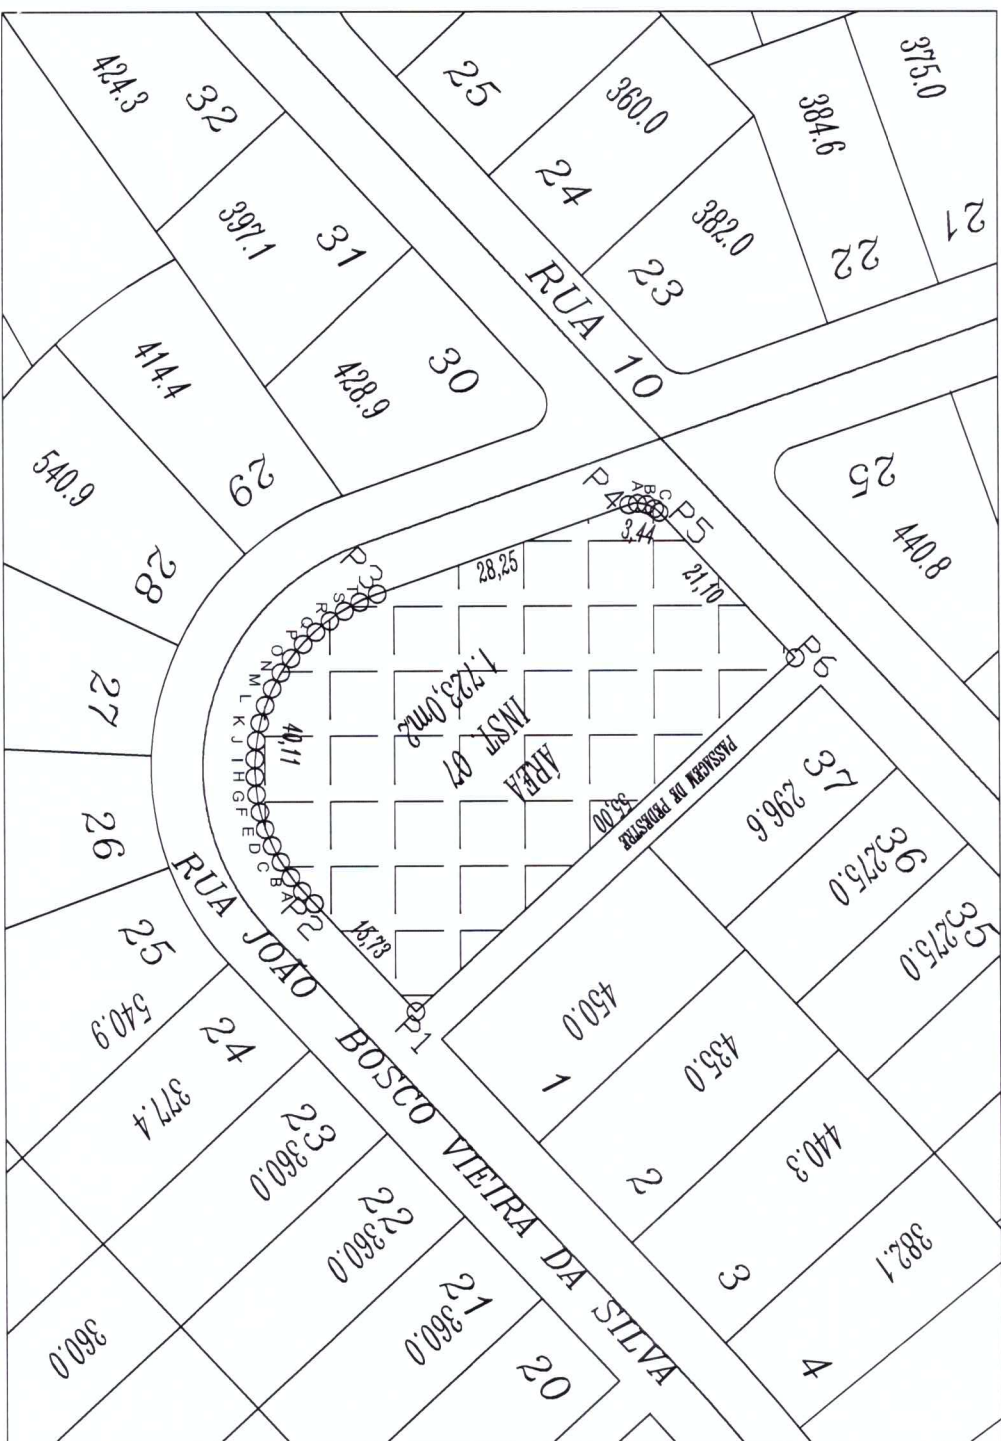 424.3
32
25
360.0
375.0
384.6
24
397.1
31
382.0
23
22
21
RUA 10
414.4
30
428.9
540.9
29
28
25
440.8
P4
A
B
C
P5
3,44
P3
28,25
21,10
P6
T
S
R
Q
P
O
N
M
L
K
J
I
H
G
F
E
D
C
B
A
P2
40,11
ÁREA
INST. 07
1.723,0m2
PASSAGEM DE PEDESTRE
55,00
15,73
P1
27
26
37
296.6
36
275.0
35
275.0
RUA JOÃO BOSCO VIEIRA DA SILVA
25
540.9
24
377.4
23
360.0
22
360.0
21
360.0
20
360.0
450.0
1
435.0
2
440.3
3
382.1
4